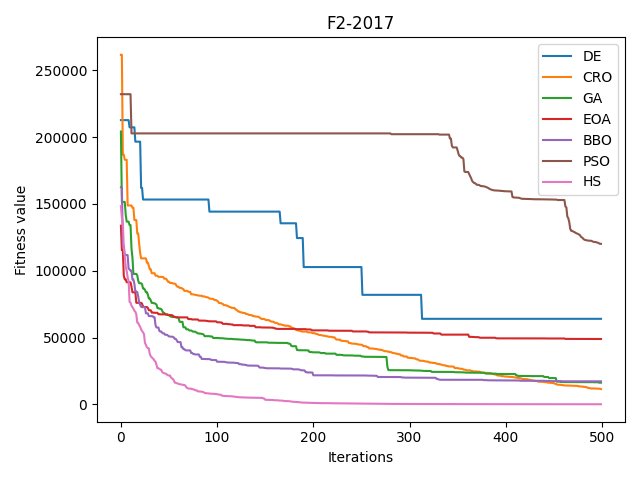 F2-2017
Fitness value
250000
200000
150000
100000
50000
0
0 100 200 300 400 500
Iterations
DE
CRO
GA
EOA
BBO
PSO
HS